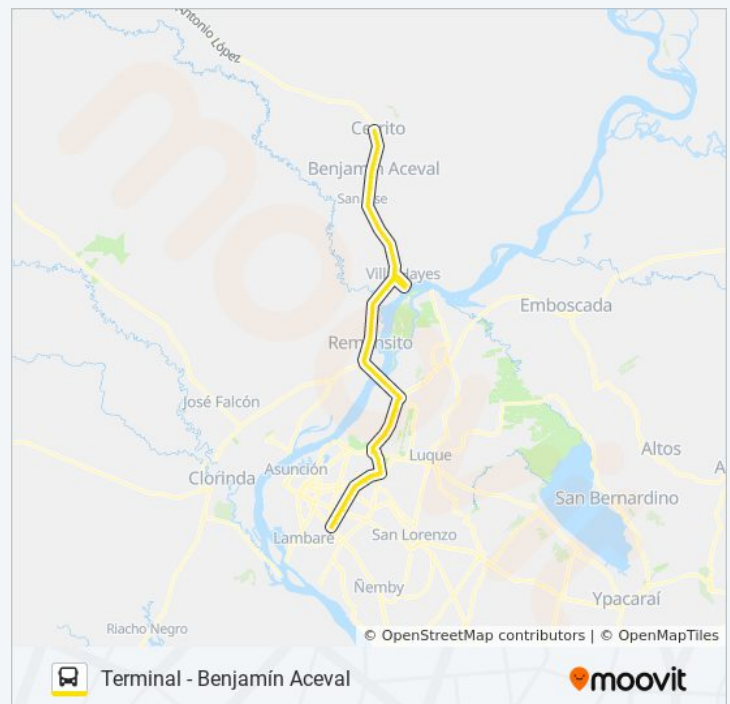 Antonio López
Cerrito
Benjamín Aceval
San José
Villa Hayes
Emboscada
Remansito
José Falcón
Luque
Altos
Asunción
Clorinda
San Bernardino
Lambaré
San Lorenzo
Ñemby
Ypacaraí
Riacho Negro
© OpenStreetMap contributors | © OpenMapTiles
Terminal - Benjamín Aceval
moovit